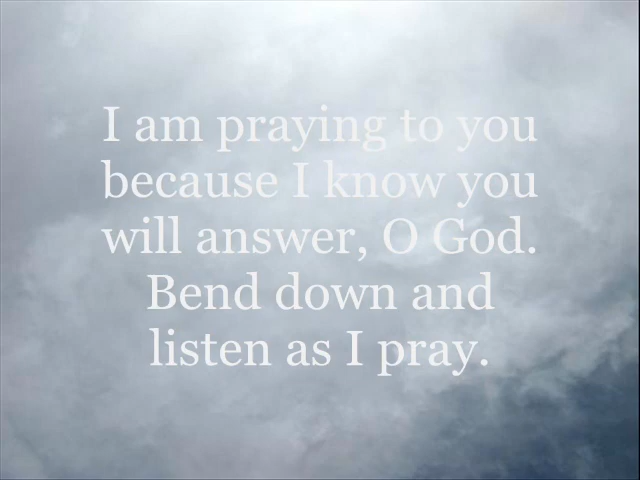 I am praying to you
because I know you
will answer, O God.
Bend down and
listen as I pray.